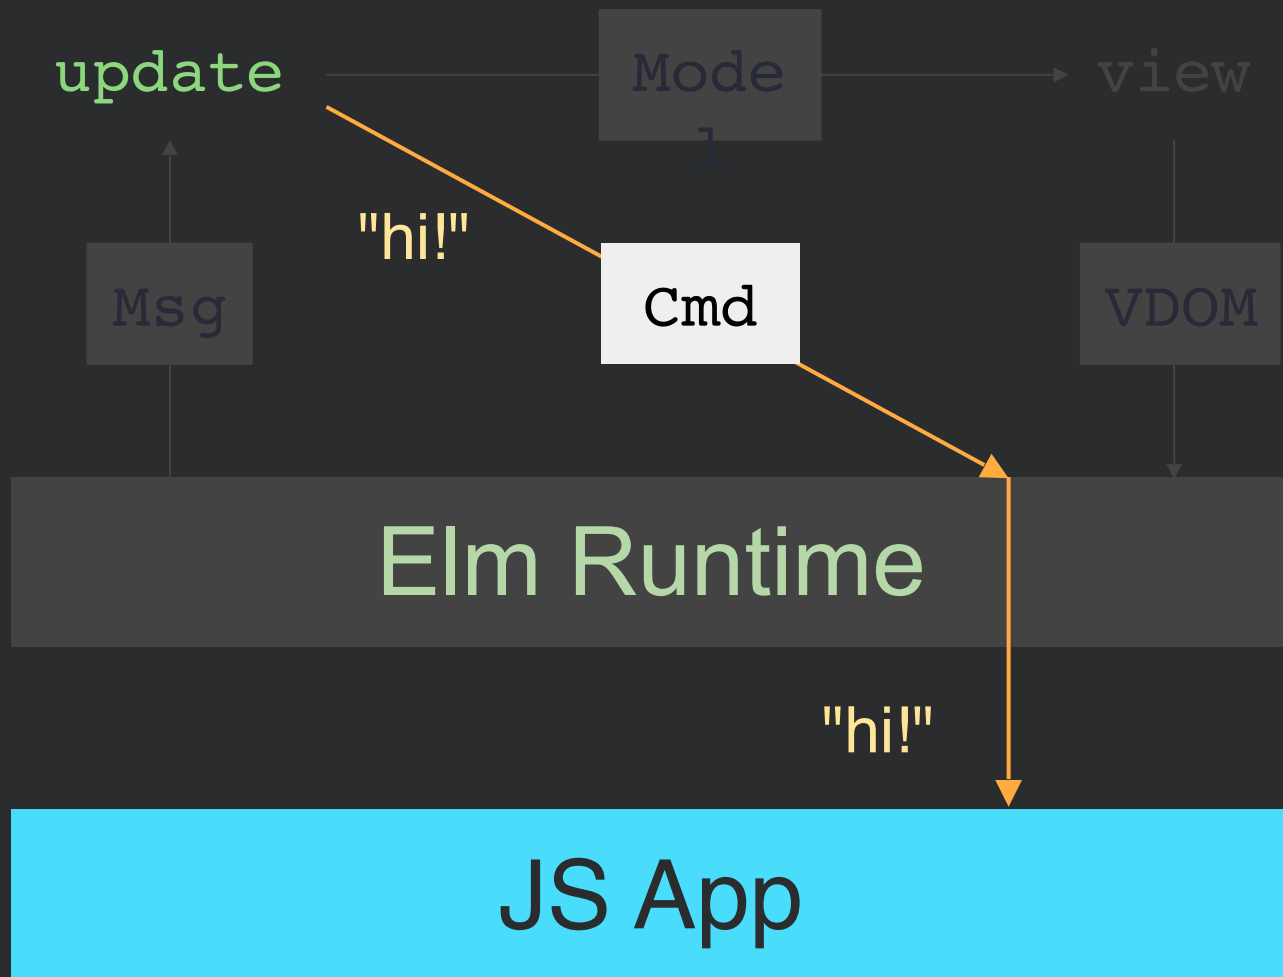 update
Mode
l
view
"hi!"
Msg
Cmd
VDOM
Elm Runtime
"hi!"
JS App